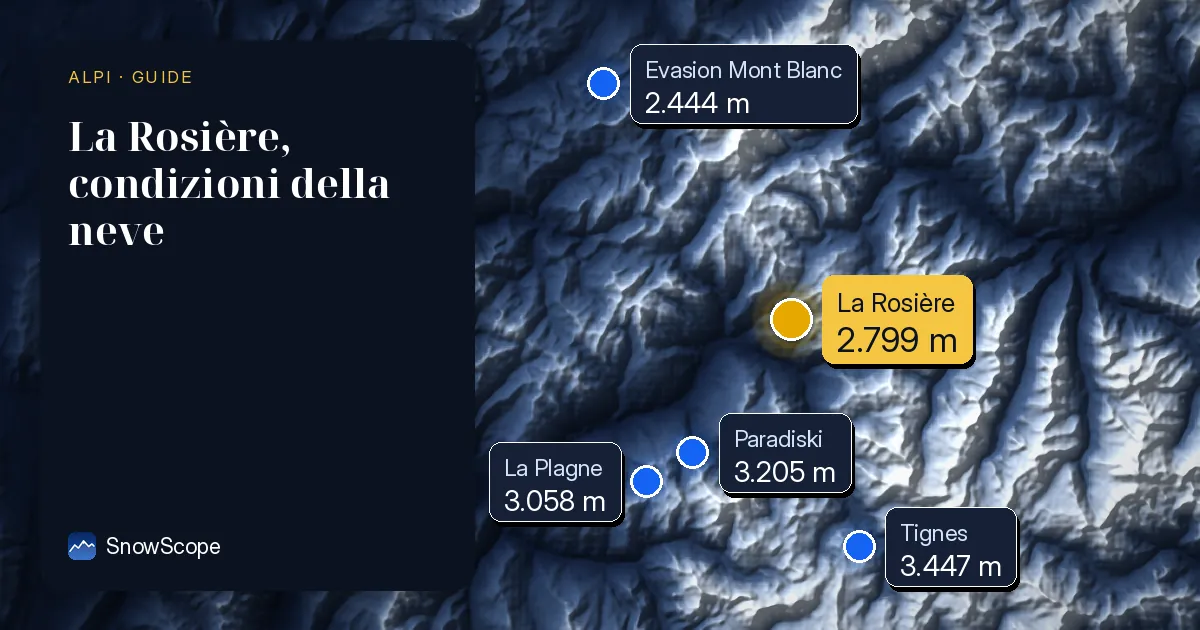 ALPI · GUIDE
La Rosière,
condizioni della
neve
SnowScope
Evasion Mont Blanc
2.444 m
La Rosière
2.799 m
Paradiski
3.205 m
La Plagne
3.058 m
Tignes
3.447 m